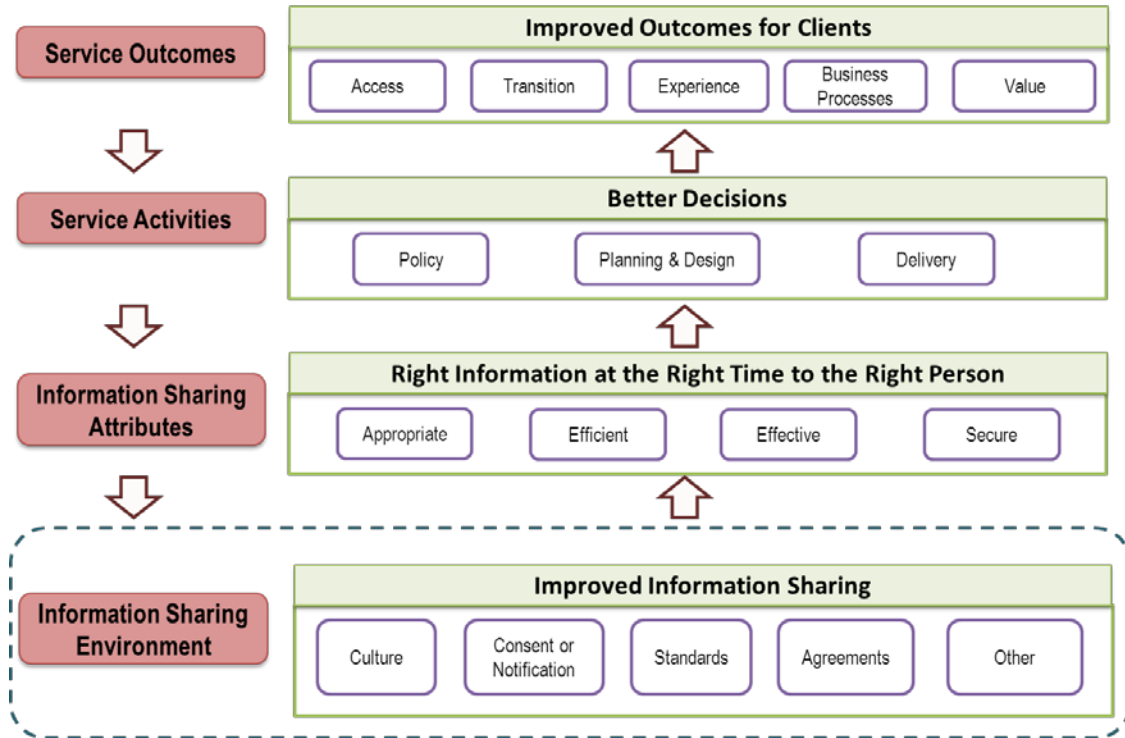 Service Outcomes
Improved Outcomes for Clients
Access
Transition
Experience
Business
Processes
Value
Service Activities
Better Decisions
Policy
Planning & Design
Delivery
Information Sharing
Attributes
Right Information at the Right Time to the Right Person
Appropriate
Efficient
Effective
Secure
Information Sharing
Environment
Improved Information Sharing
Culture
Consent or
Notification
Standards
Agreements
Other